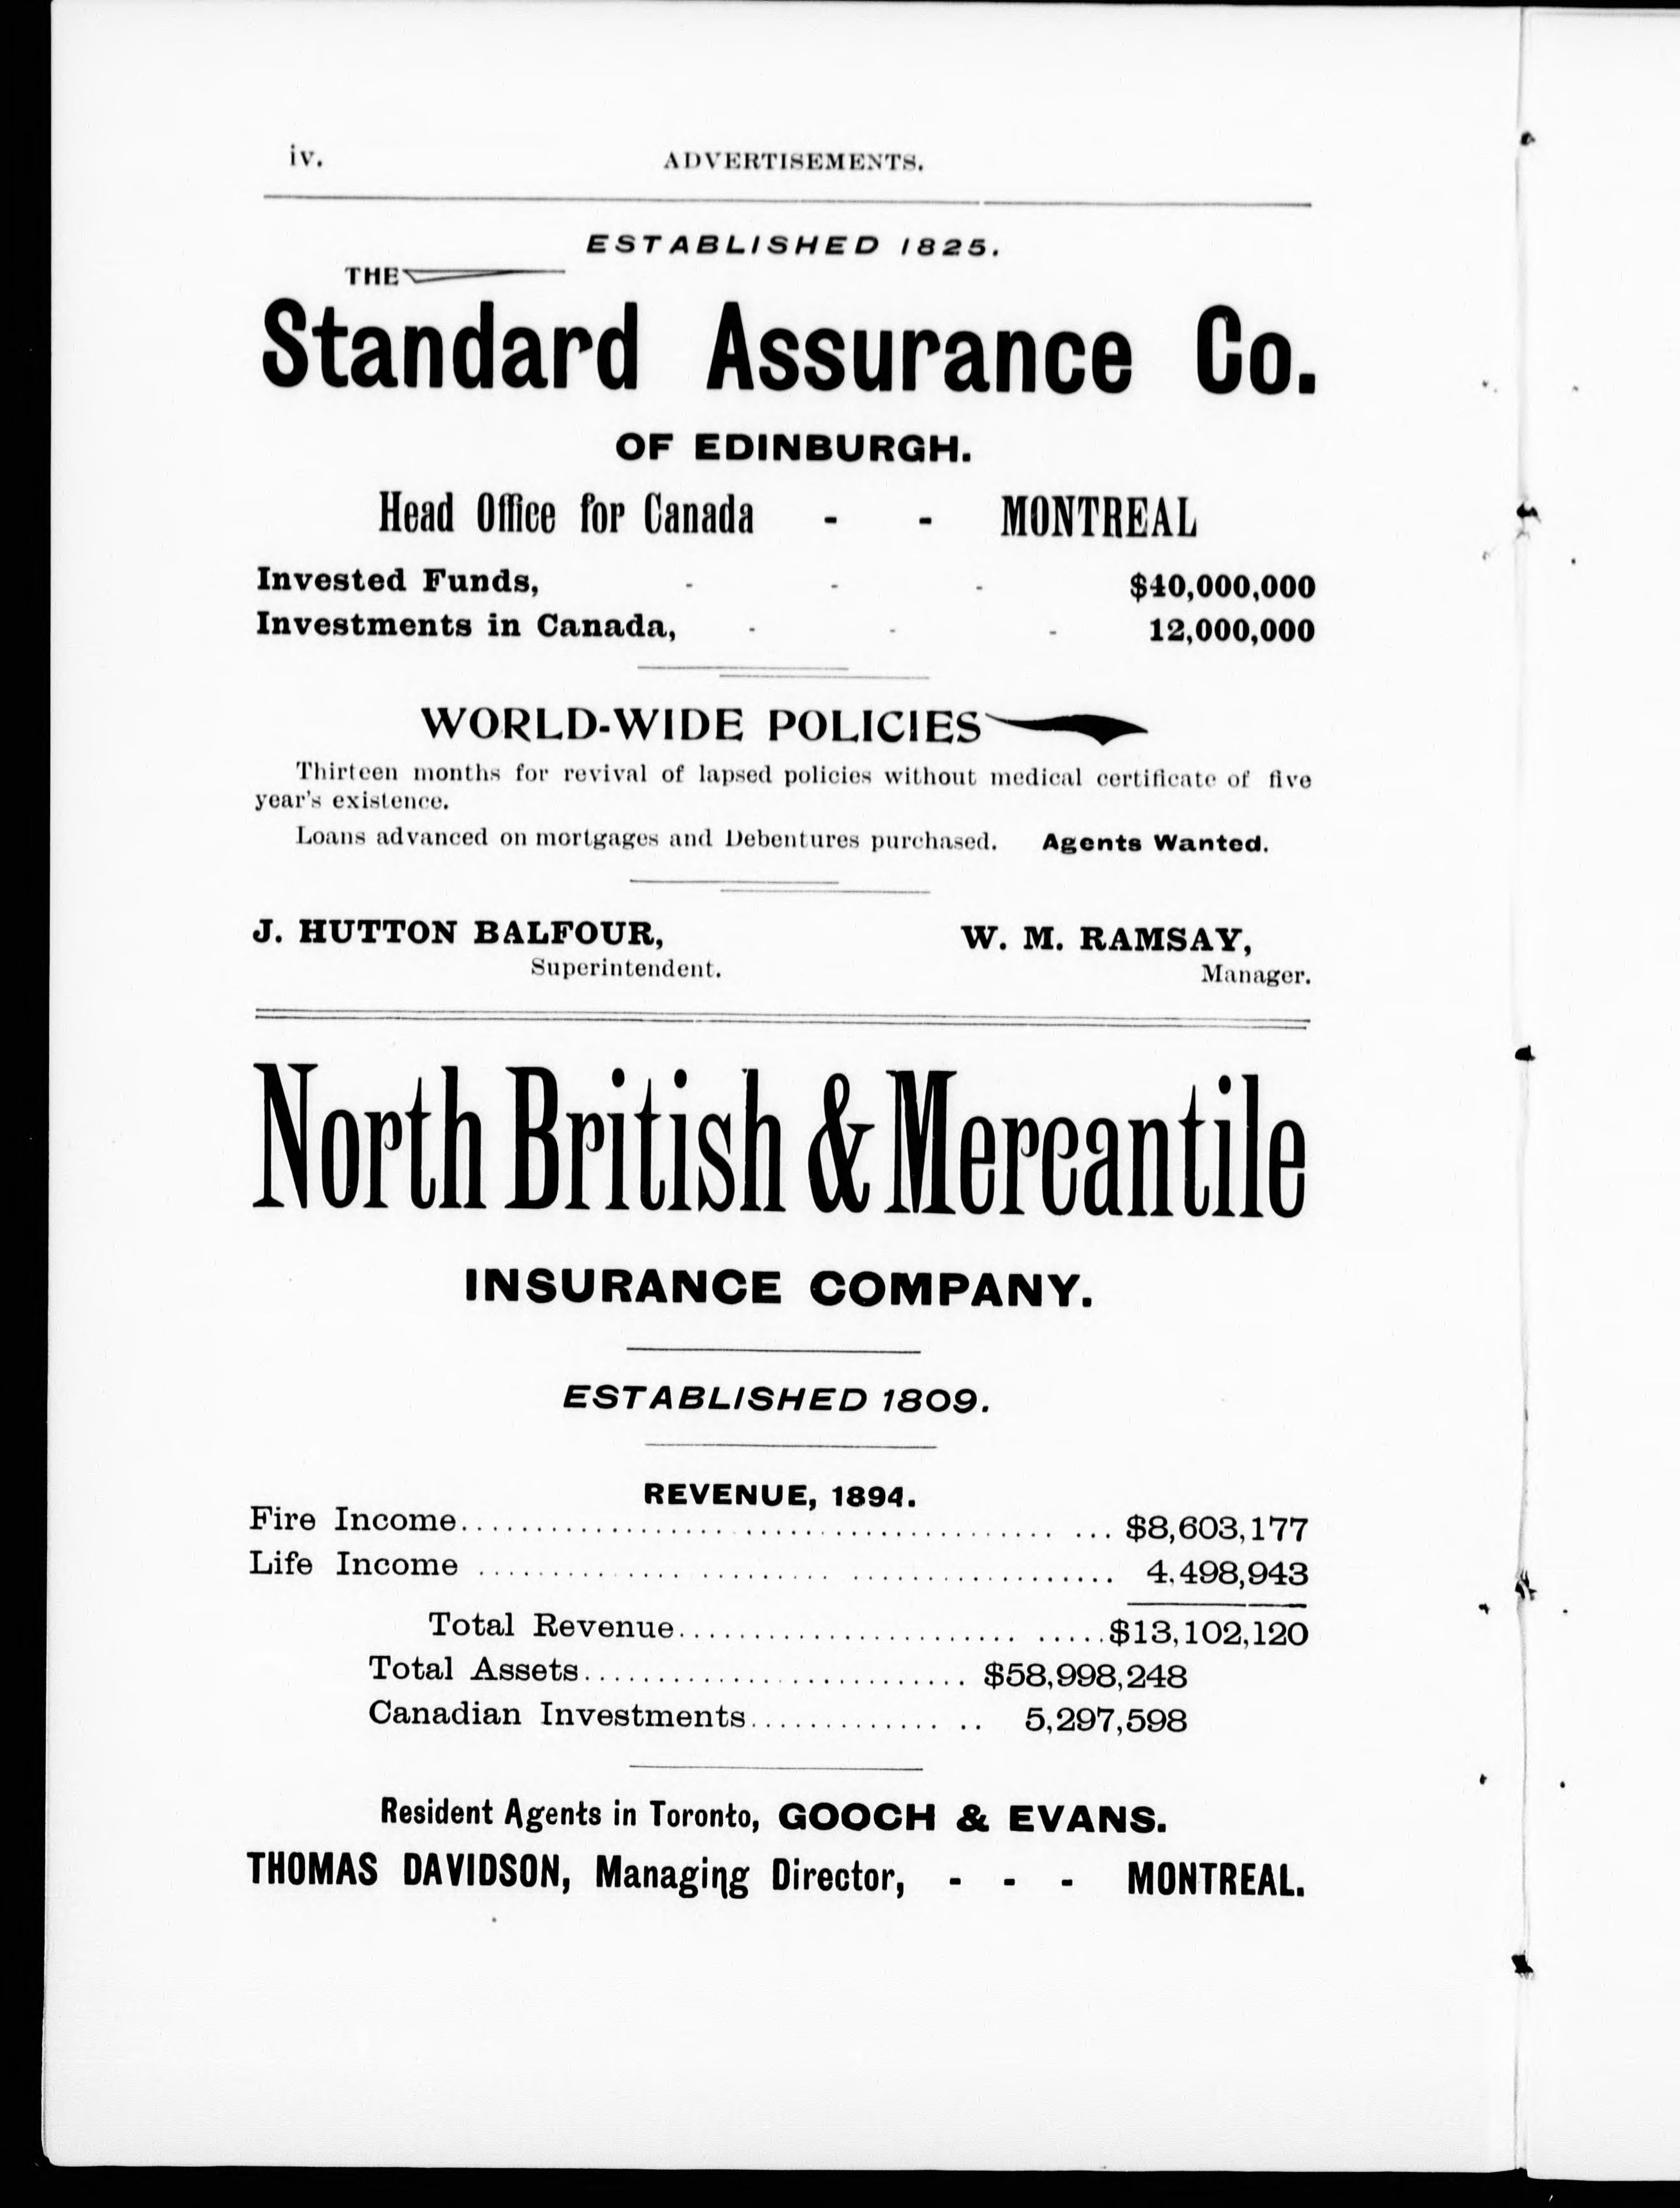 iv. ADVERTISEMENTS.
ESTABLISHED 1825.
THE
Standard Assurance Co.
OF EDINBURGH.
Head Office for Canada - - MONTREAL
Invested Funds, - - - $40,000,000
Investments in Canada, - - - 12,000,000
WORLD-WIDE POLICIES
Thirteen months for revival of lapsed policies without medical certificate of five
year's existence.
Loans advanced on mortgages and Debentures purchased. Agents Wanted.
J. HUTTON BALFOUR, W. M. RAMSAY,
Superintendent. Manager.
North British & Mercantile
INSURANCE COMPANY.
ESTABLISHED 1809.
REVENUE, 1894.
Fire Income........................................ $8,603,177
Life Income ........................................ 4,498,943
Total Revenue............................$13,102,120
Total Assets.......................... $58,998,248
Canadian Investments............... 5,297,598
Resident Agents in Toronto, GOOCH & EVANS.
THOMAS DAVIDSON, Managing Director, - - - MONTREAL.